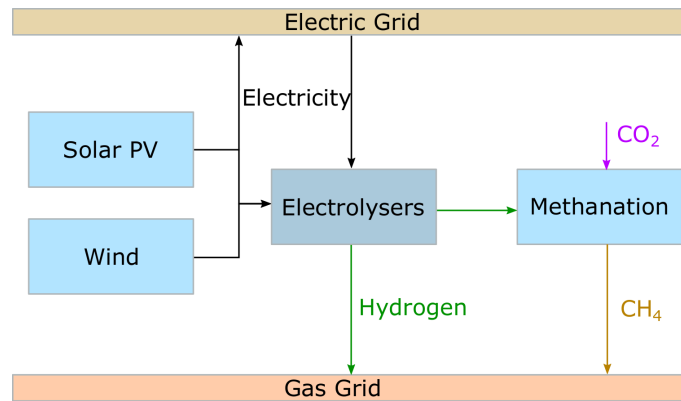 Electric Grid
Electricity
Solar PV
CO₂
Electrolysers
Methanation
Wind
Hydrogen
CH₄
Gas Grid